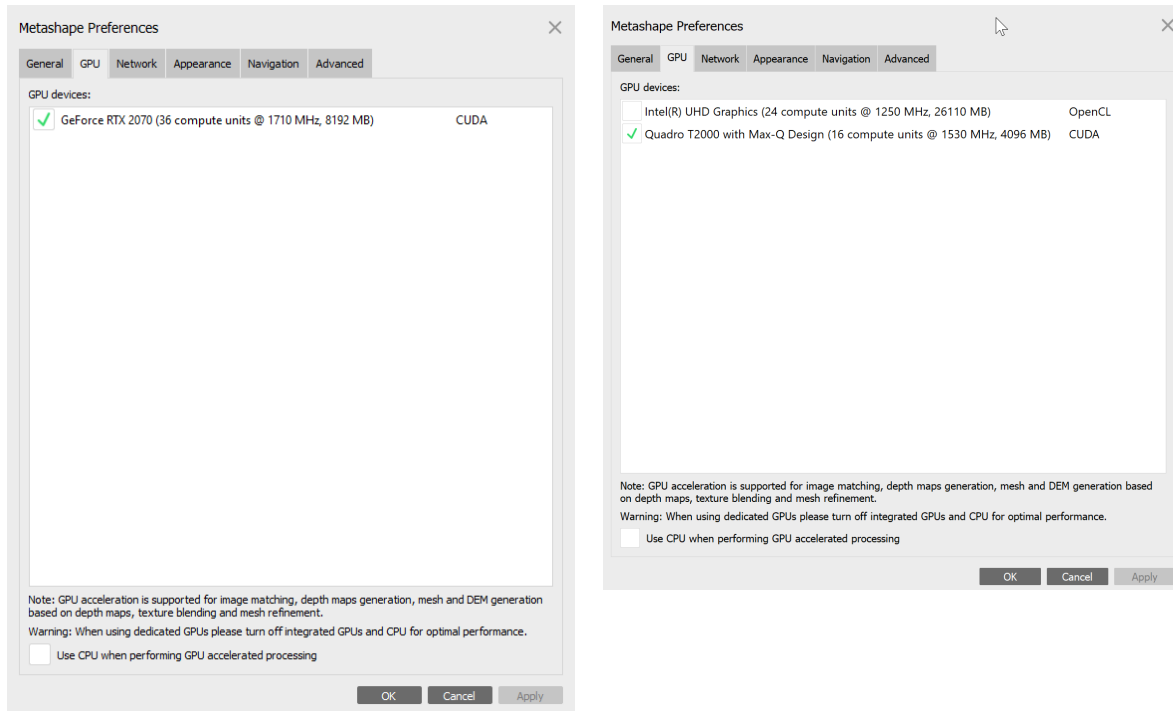 Metashape Preferences
General GPU Network Appearance Navigation Advanced
GPU devices:
GeForce RTX 2070 (36 compute units @ 1710 MHz, 8192 MB) CUDA
Note: GPU acceleration is supported for image matching, depth maps generation, mesh and DEM generation
based on depth maps, texture blending and mesh refinement.
Warning: When using dedicated GPUs please turn off integrated GPUs and CPU for optimal performance.
Use CPU when performing GPU accelerated processing
OK Cancel Apply
Metashape Preferences
General GPU Network Appearance Navigation Advanced
GPU devices:
Intel(R) UHD Graphics (24 compute units @ 1250 MHz, 26110 MB) OpenCL
Quadro T2000 with Max-Q Design (16 compute units @ 1530 MHz, 4096 MB) CUDA
Note: GPU acceleration is supported for image matching, depth maps generation, mesh and DEM generation based
on depth maps, texture blending and mesh refinement.
Warning: When using dedicated GPUs please turn off integrated GPUs and CPU for optimal performance.
Use CPU when performing GPU accelerated processing
OK Cancel Apply